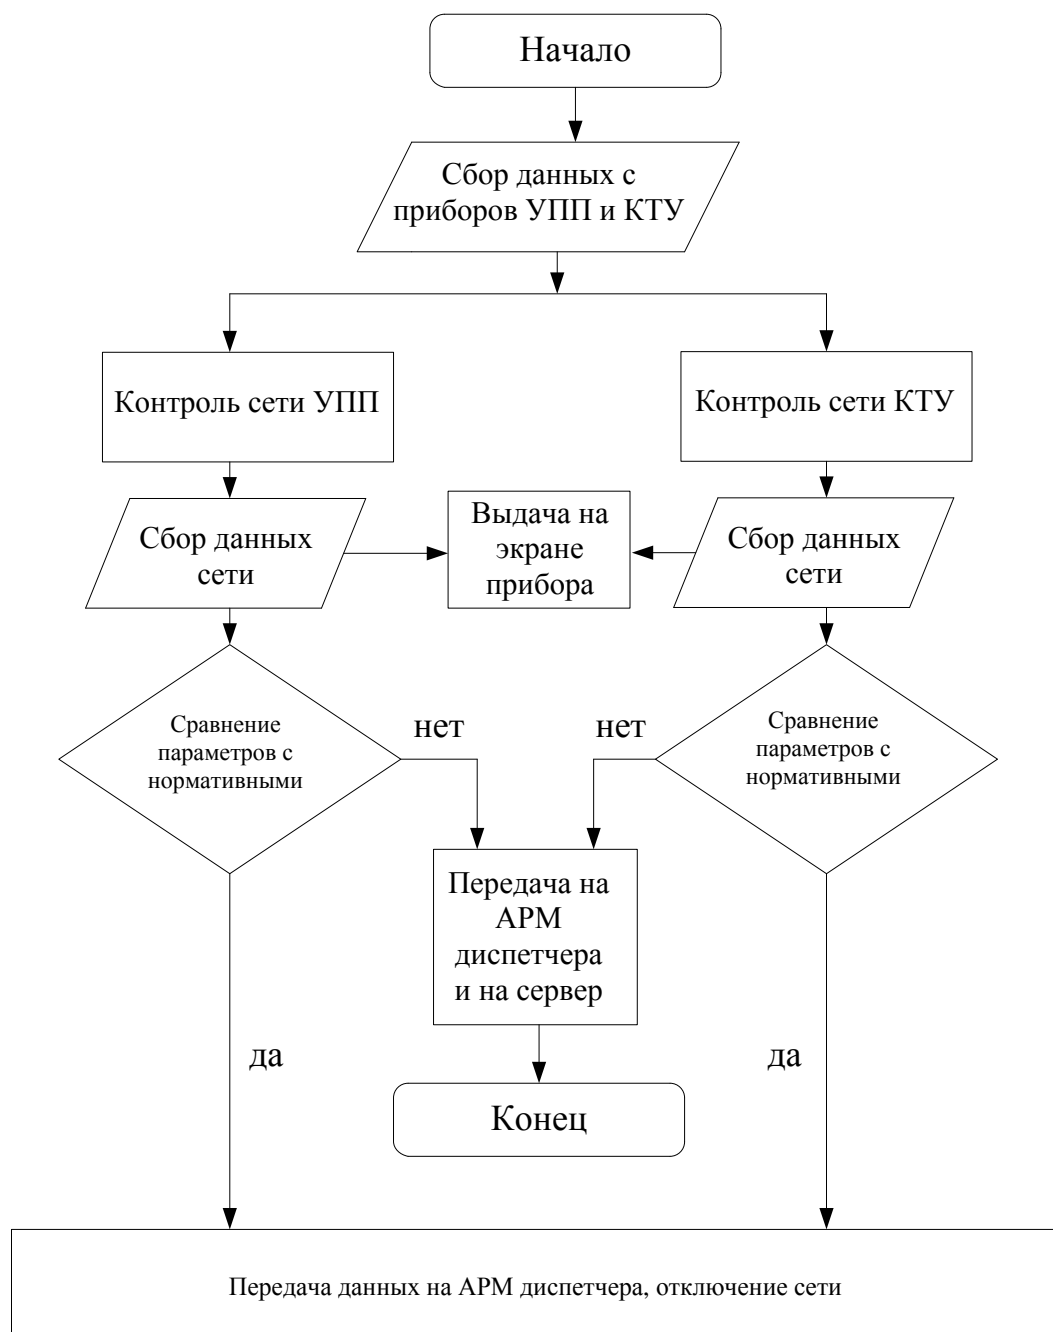 Начало
Сбор данных с
приборов УПП и КТУ
Контроль сети УПП
Контроль сети КТУ
Сбор данных
сети
Выдача на
экране
прибора
Сбор данных
сети
Сравнение
параметров с
нормативными
нет
нет
Сравнение
параметров с
нормативными
Передача на
АРМ
диспетчера
и на сервер
да
да
Конец
Передача данных на АРМ диспетчера, отключение сети